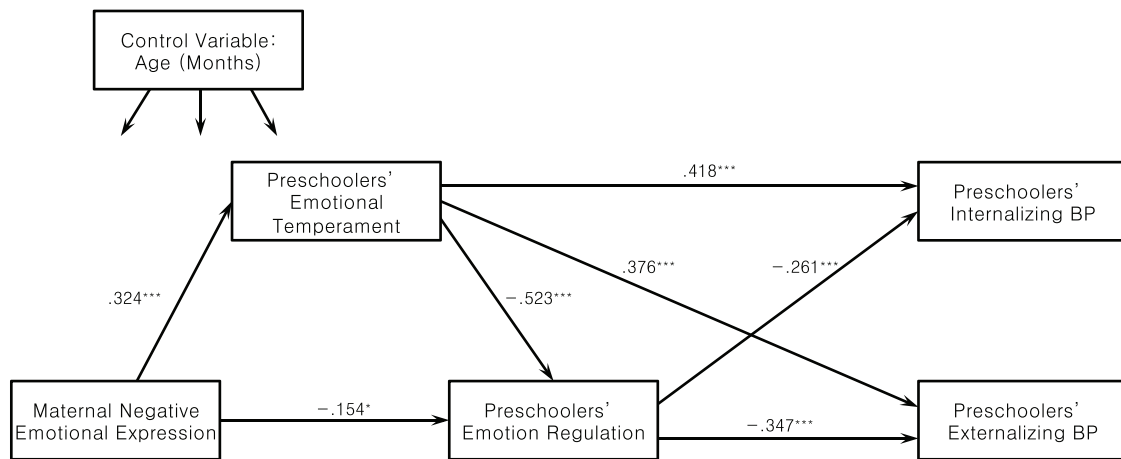 Control Variable:
Age (Months)
Preschoolers’
Emotional
Temperament
.418***
Preschoolers’
Internalizing BP
.324***
−.523***
.376***
−.261***
Maternal Negative
Emotional Expression
−.154*
Preschoolers’
Emotion Regulation
−.347***
Preschoolers’
Externalizing BP